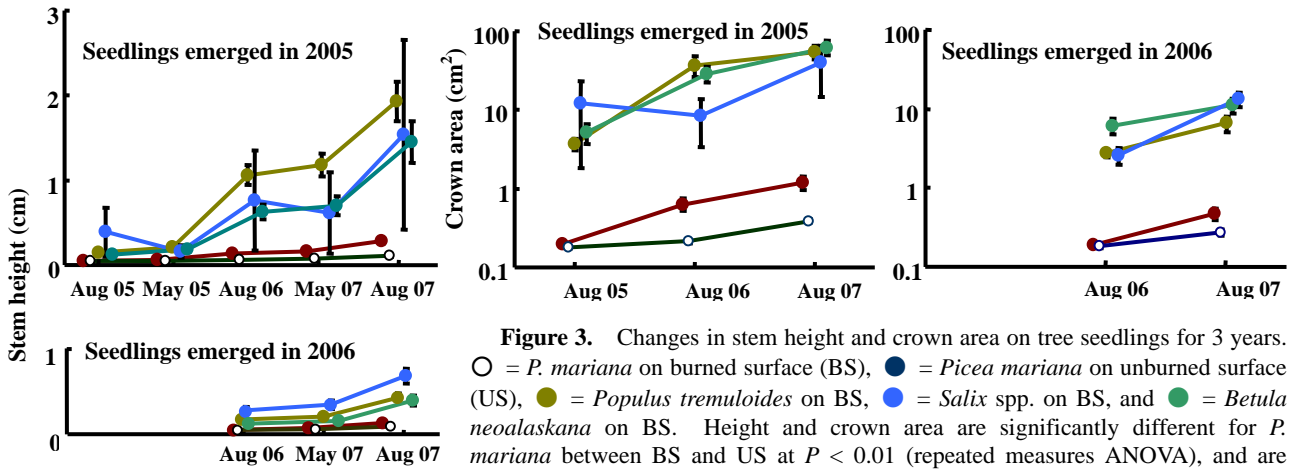 Stem height (cm)
3
2
1
0
Seedlings emerged in 2005
Aug 05 May 05 Aug 06 May 07 Aug 07
1
0
Seedlings emerged in 2006
Aug 06 May 07 Aug 07
Crown area (cm2)
100
10
1
0.1
Seedlings emerged in 2005
Aug 05 Aug 06 Aug 07
100
10
1
0.1
Seedlings emerged in 2006
Aug 06 Aug 07
Figure 3. Changes in stem height and crown area on tree seedlings for 3 years.
= P. mariana on burned surface (BS), = Picea mariana on unburned surface
(US), = Populus tremuloides on BS, = Salix spp. on BS, and = Betula
neoalaskana on BS. Height and crown area are significantly different for P.
mariana between BS and US at P < 0.01 (repeated measures ANOVA), and are